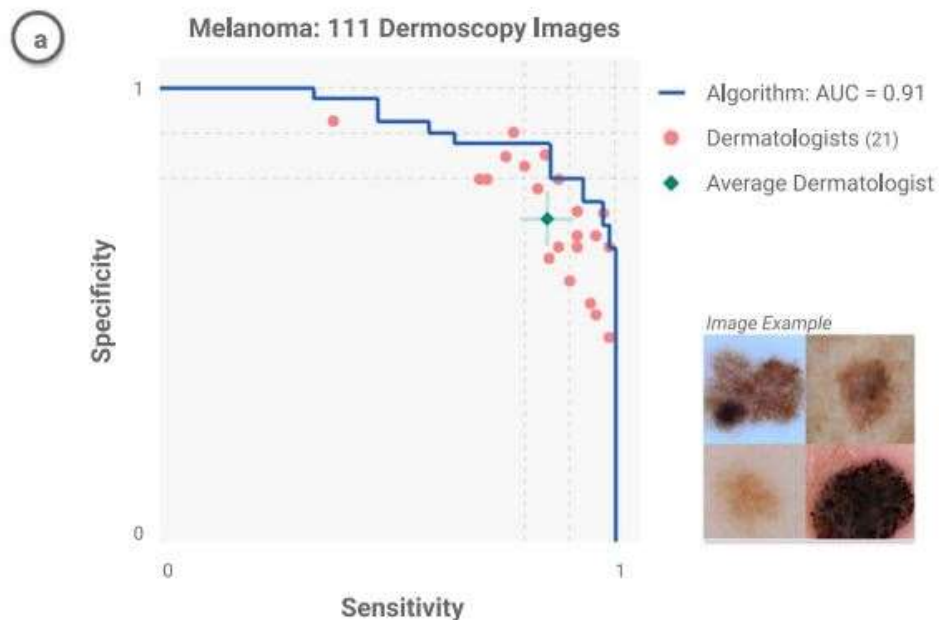 a
Melanoma: 111 Dermoscopy Images
1
Algorithm: AUC = 0.91
Dermatologists (21)
Average Dermatologist
Specificity
Image Example
0
0
1
Sensitivity